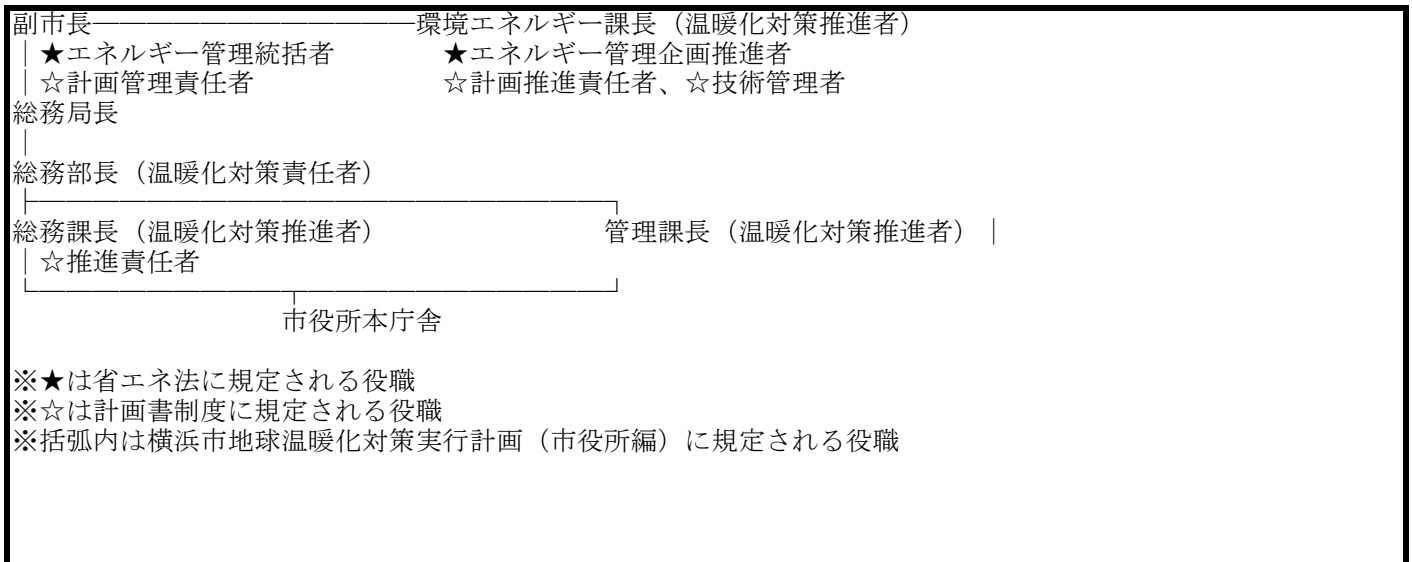 副市長――――――――――――環境エネルギー課長（温暖化対策推進者）
｜★エネルギー管理統括者　　　　★エネルギー管理企画推進者
｜☆計画管理責任者　　　　　　　☆計画推進責任者、☆技術管理者
総務局長
｜
総務部長（温暖化対策責任者）
├―――――――――――――――――――――┐
総務課長（温暖化対策推進者）　　　　　　　　　管理課長（温暖化対策推進者）｜
｜☆推進責任者
└――――――――――┬―――――――――――┘
　　　　　　　　　　市役所本庁舎
※★は省エネ法に規定される役職
※☆は計画書制度に規定される役職
※括弧内は横浜市地球温暖化対策実行計画（市役所編）に規定される役職